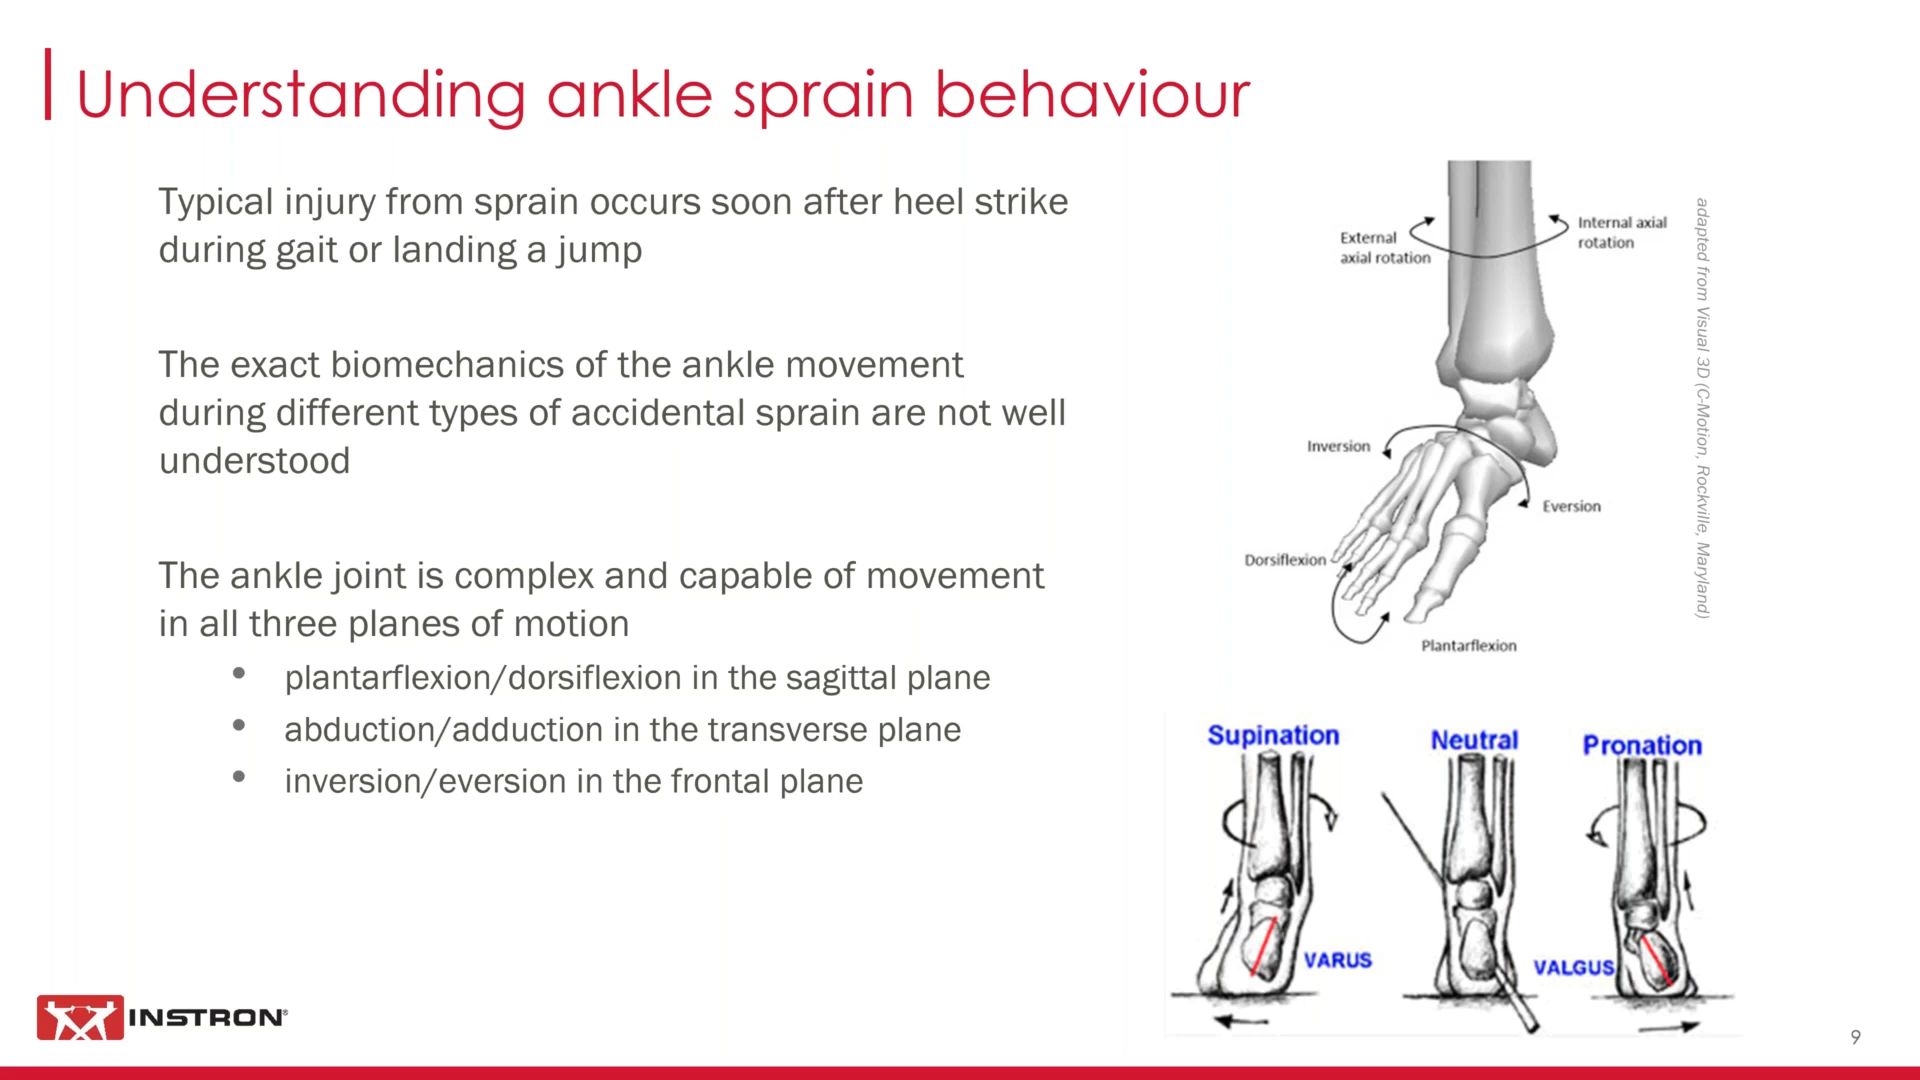 Understanding ankle sprain behaviour
Typical injury from sprain occurs soon after heel strike
during gait or landing a jump
The exact biomechanics of the ankle movement
during different types of accidental sprain are not well
understood
The ankle joint is complex and capable of movement
in all three planes of motion
• plantarflexion/dorsiflexion in the sagittal plane
• abduction/adduction in the transverse plane
• inversion/eversion in the frontal plane
External
axial rotation
Internal axial
rotation
Inversion
Eversion
Dorsiflexion
Plantarflexion
adapted from Visual 3D (C-Motion, Rockville, Maryland)
Supination
Neutral
Pronation
VARUS
VALGUS
INSTRON®
9